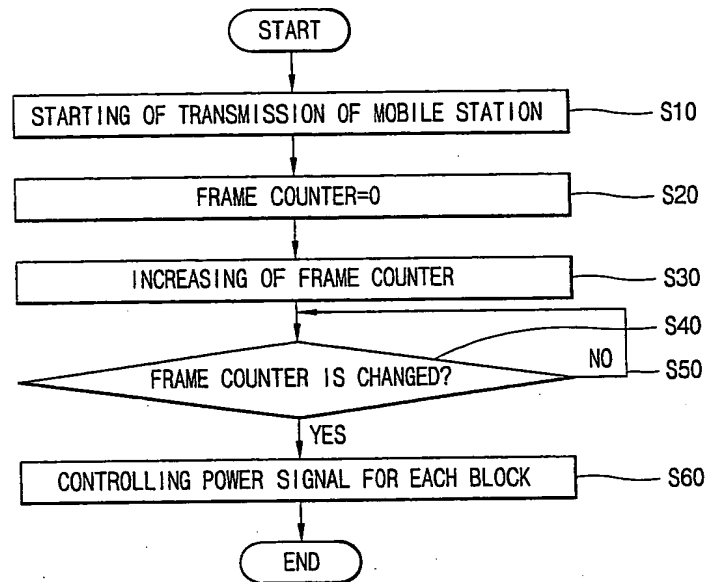 START
STARTING OF TRANSMISSION OF MOBILE STATION
S10
FRAME COUNTER=0
S20
INCREASING OF FRAME COUNTER
S30
S40
FRAME COUNTER IS CHANGED?
NO
S50
YES
CONTROLLING POWER SIGNAL FOR EACH BLOCK
S60
END